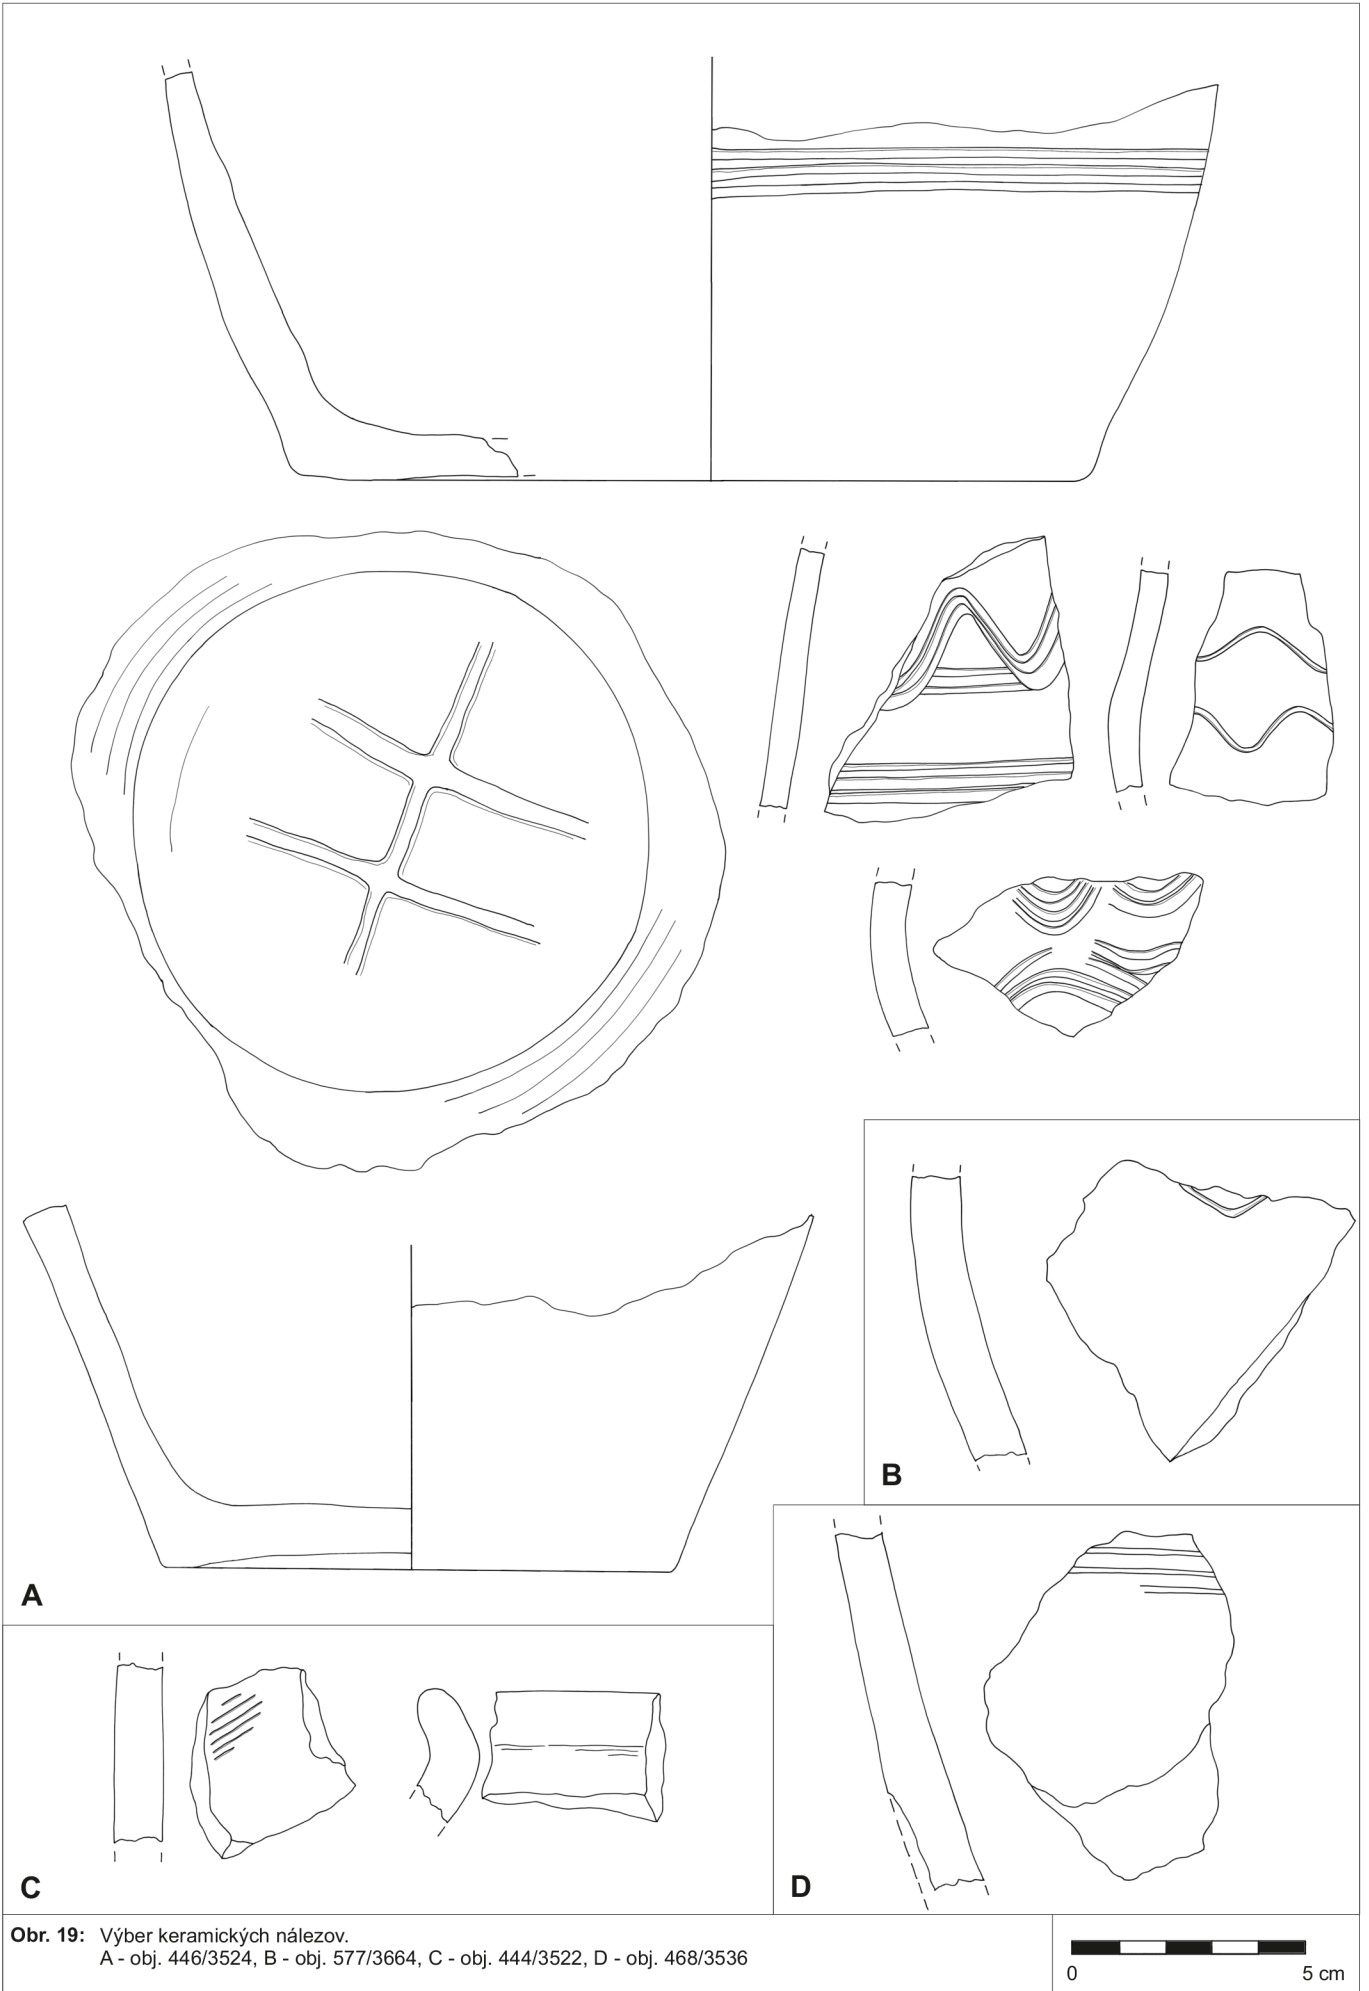 A
B
C
D
Obr. 19: Výber keramických nálezov.
A - obj. 446/3524, B - obj. 577/3664, C - obj. 444/3522, D - obj. 468/3536
0 5 cm